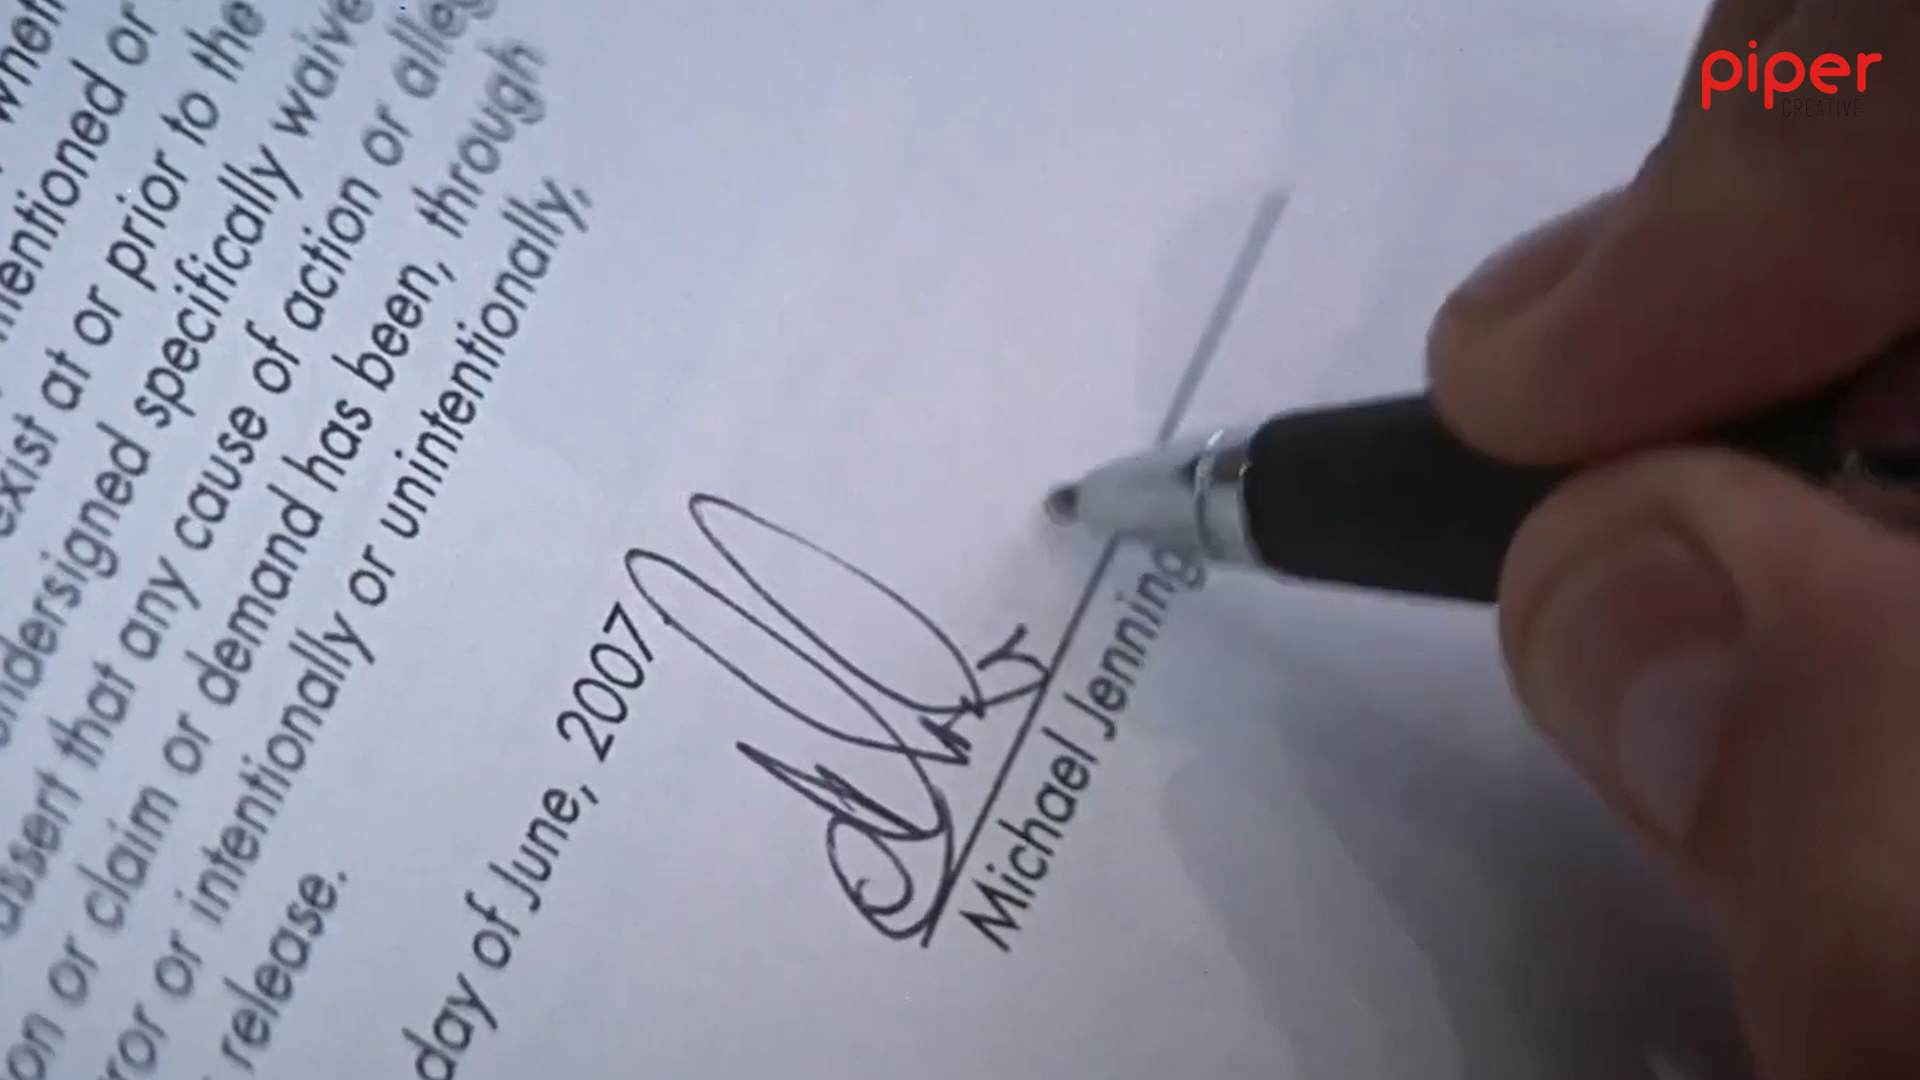 piper
CREATIVE
when
mentioned or
exist at or prior to the
undersigned specifically waive
assert that any cause of action or alleg
on or claim or demand has been, through
ror or intentionally or unintentionally,
release.
day of June, 2007
Michael Jenning